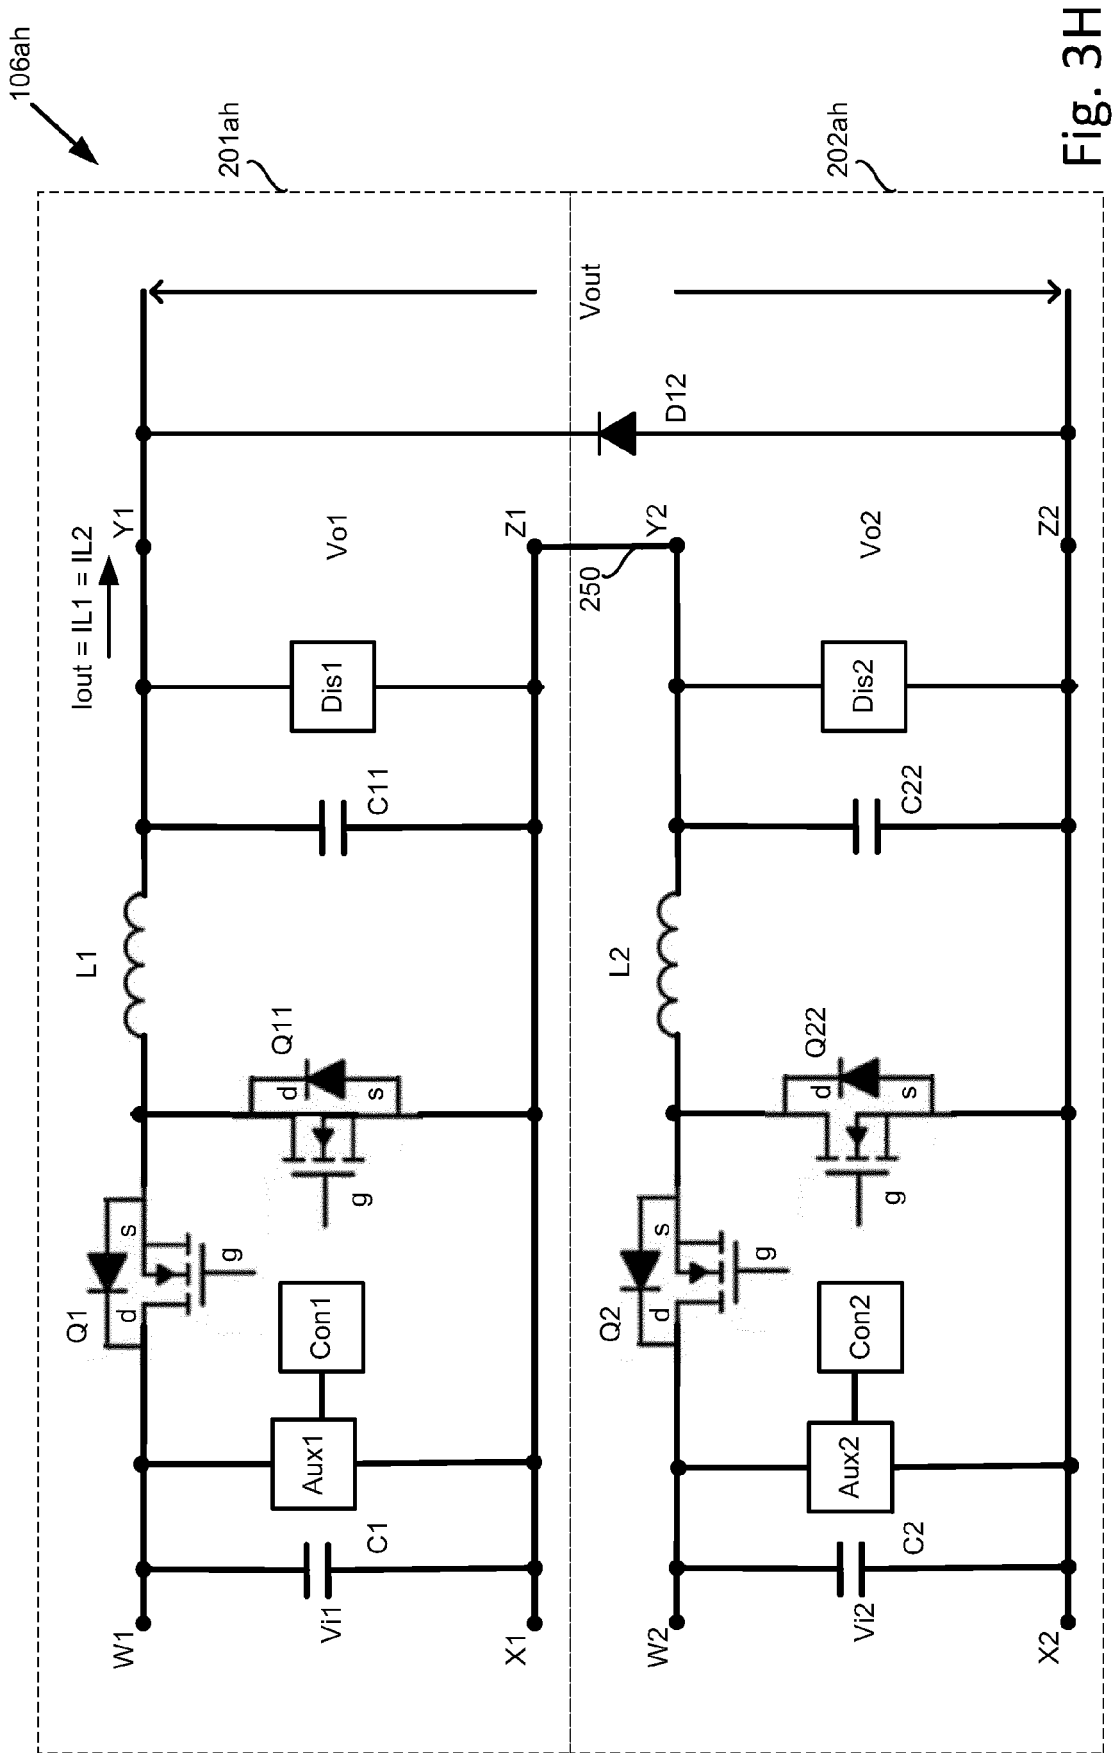 106ah
201ah
Iout = IL1 = IL2
Y1
L1
Q1
d
s
g
Q11
d
s
g
W1
Vi1
C1
Aux1
Con1
C11
Dis1
Vo1
X1
Z1
250
Vout
202ah
Y2
D12
L2
Q2
d
s
g
Q22
d
s
g
W2
Vi2
C2
Aux2
Con2
C22
Dis2
Vo2
X2
Z2
Fig. 3H